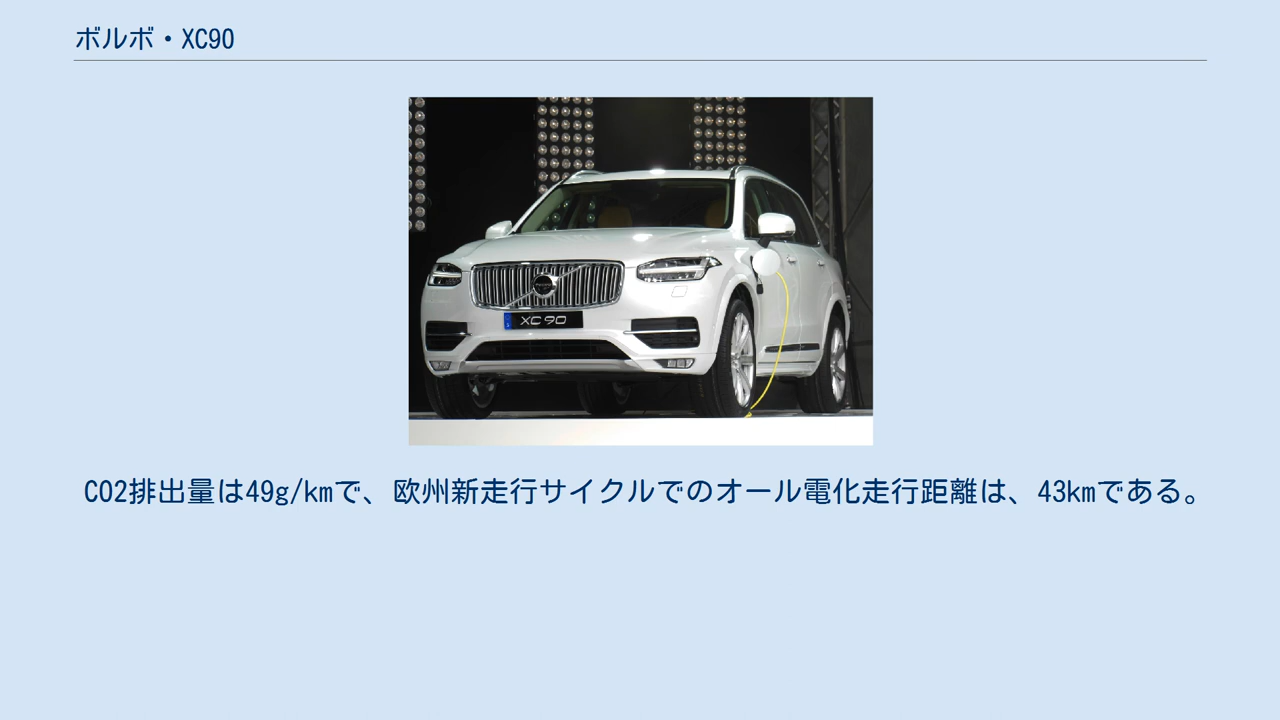 ボルボ・XC90
XC 90
CO2排出量は49g/kmで、欧州新走行サイクルでのオール電化走行距離は、43kmである。